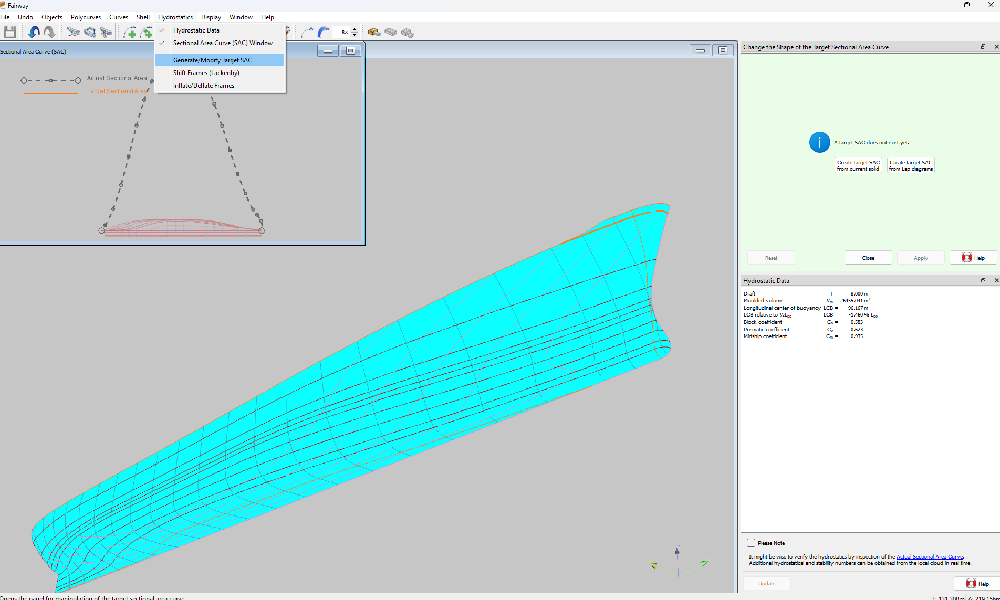 Fairway
File Undo Objects Polycurves Curves Shell Hydrostatics Display Window Help
8×
Hydrostatic Data
Sectional Area Curve (SAC) Window
Generate/Modify Target SAC
Shift Frames (Lackenby)
Inflate/Deflate Frames
Sectional Area Curve (SAC)
Actual Sectional Area
Target Sectional Area
H
Change the Shape of the Target Sectional Area Curve
A target SAC does not exist yet.
Create target SAC
from current solid
Create target SAC
from Lap diagrams
Reset Close Apply Help
Hydrostatic Data
Draft T = 8.000 m
Moulded volume Vm = 26455.041 m³
Longitudinal center of buoyancy LCB = 96.167 m
LCB relative to ½Lpp LCB = -1.460 % Lpp
Block coefficient Cb = 0.583
Prismatic coefficient Cp = 0.623
Midship coefficient Cm = 0.935
Please Note
It might be wise to verify the hydrostatics by inspection of the Actual Sectional Area Curve.
Additional hydrostatical and stability numbers can be obtained from the local cloud in real time.
Update Help
Opens the panel for manipulation of the target sectional area curve
L: 131.308m A: 219.156m